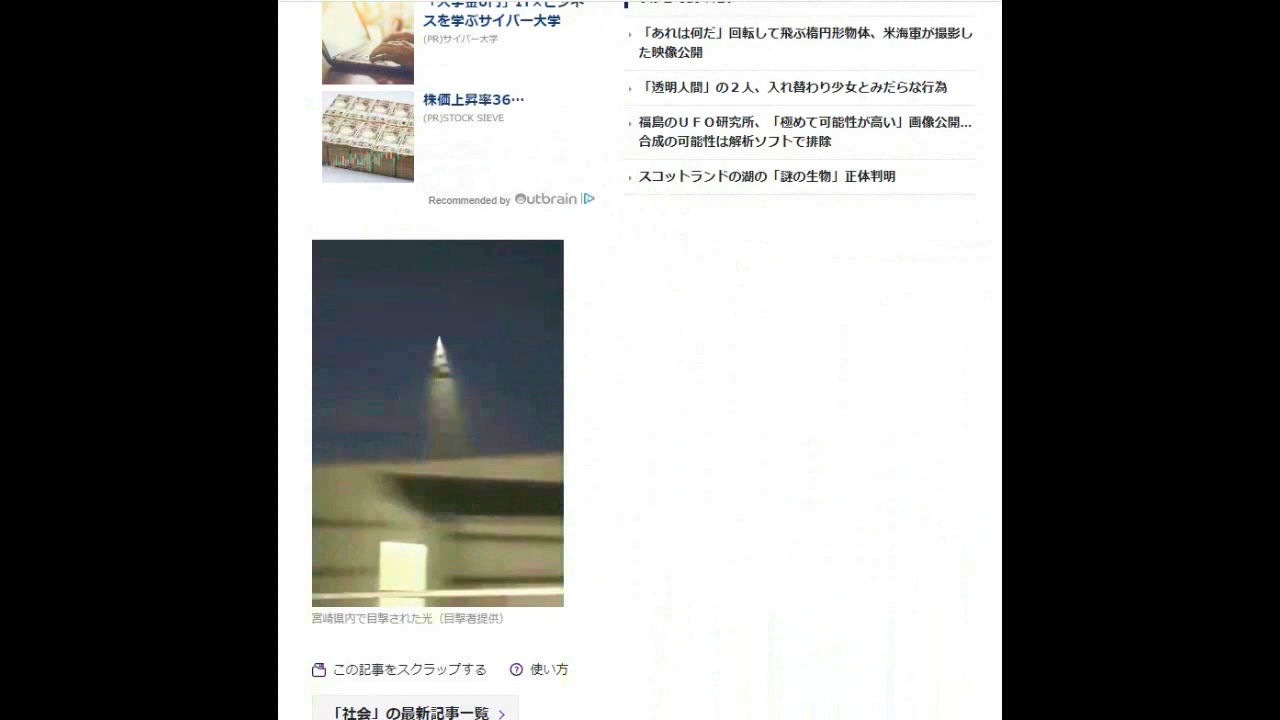 「入学金0円」IT×ビジネ
スを学ぶサイバー大学
(PR)サイバー大学
株価上昇率36…
(PR)STOCK SIEVE
Recommended by Outbrain
「あれは何だ」回転して飛ぶ楕円形物体、米海軍が撮影し
た映像公開
「透明人間」の２人、入れ替わり少女とみだらな行為
福島のＵＦＯ研究所、「極めて可能性が高い」画像公開…
合成の可能性は解析ソフトで排除
スコットランドの湖の「謎の生物」正体判明
宮崎県内で目撃された光（目撃者提供）
この記事をスクラップする
使い方
「社会」の最新記事一覧